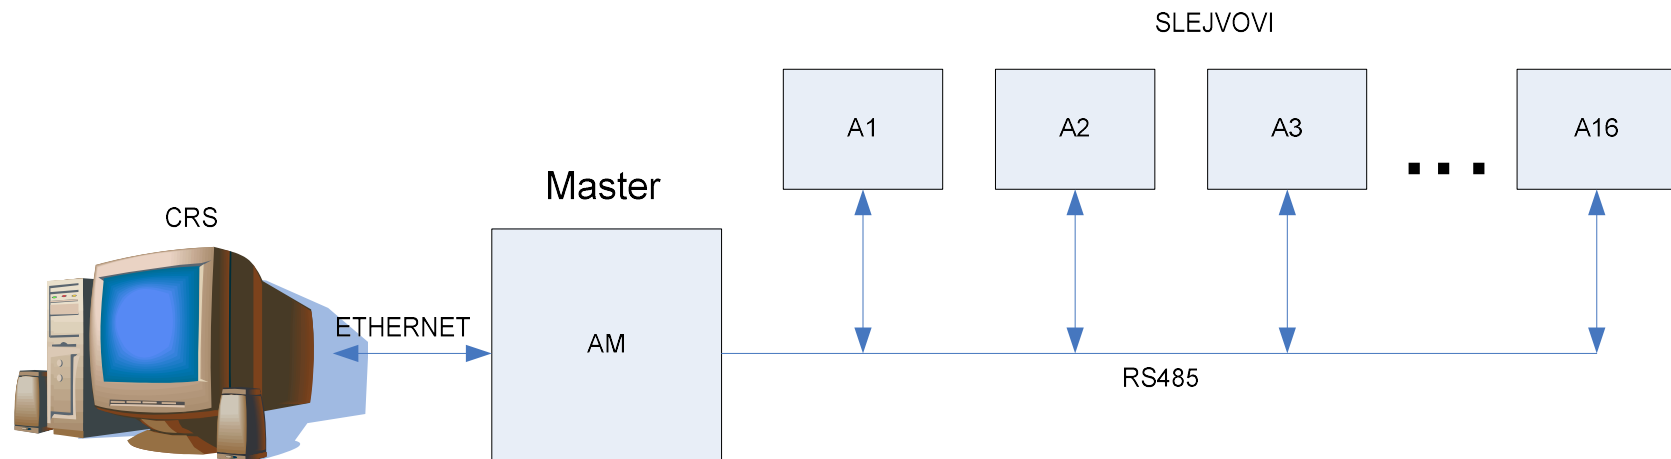 SLEJVOVI
A1
A2
A3
A16
Master
CRS
ETHERNET
AM
RS485